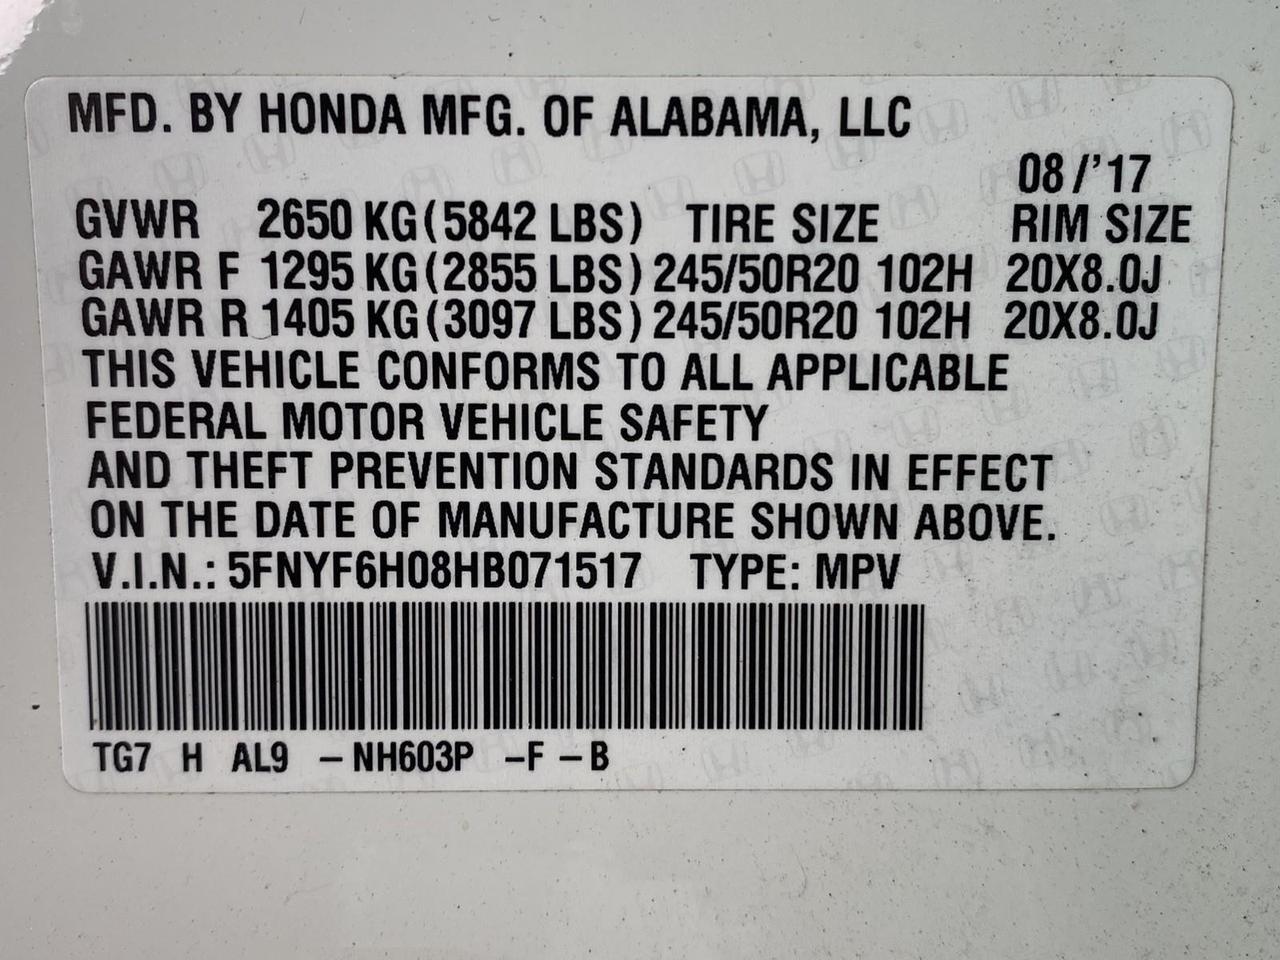 MFD. BY HONDA MFG. OF ALABAMA, LLC
08/'17
GVWR 2650 KG(5842 LBS) TIRE SIZE RIM SIZE
GAWR F 1295 KG(2855 LBS) 245/50R20 102H 20X8.0J
GAWR R 1405 KG(3097 LBS) 245/50R20 102H 20X8.0J
THIS VEHICLE CONFORMS TO ALL APPLICABLE
FEDERAL MOTOR VEHICLE SAFETY
AND THEFT PREVENTION STANDARDS IN EFFECT
ON THE DATE OF MANUFACTURE SHOWN ABOVE.
V.I.N.: 5FNYF6H08HB071517 TYPE: MPV
TG7 H AL9 -NH603P -F-B